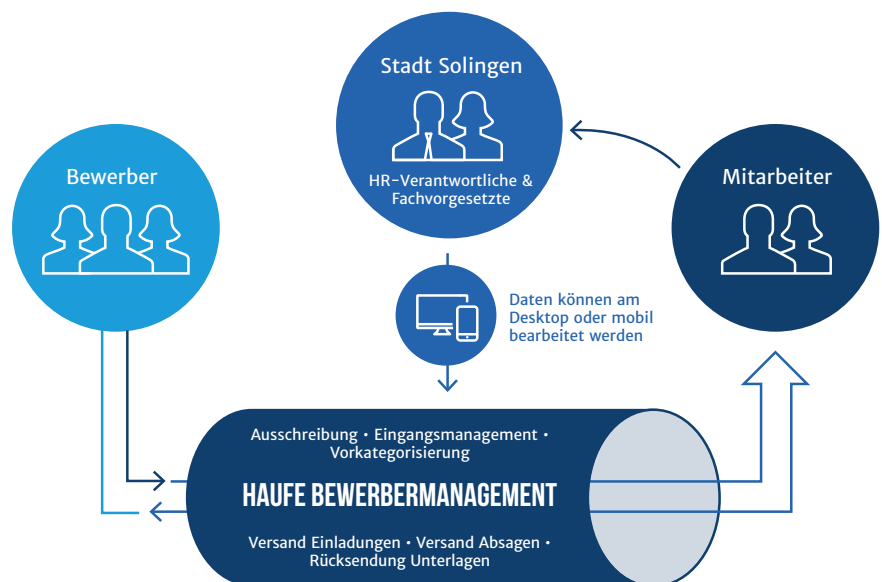 Stadt Solingen
HR-Verantwortliche &
Fachvorgesetzte
Bewerber
Mitarbeiter
Daten können am
Desktop oder mobil
bearbeitet werden
Ausschreibung • Eingangsmanagement •
Vorkategorisierung
HAUFE BEWERBERMANAGEMENT
Versand Einladungen • Versand Absagen •
Rücksendung Unterlagen